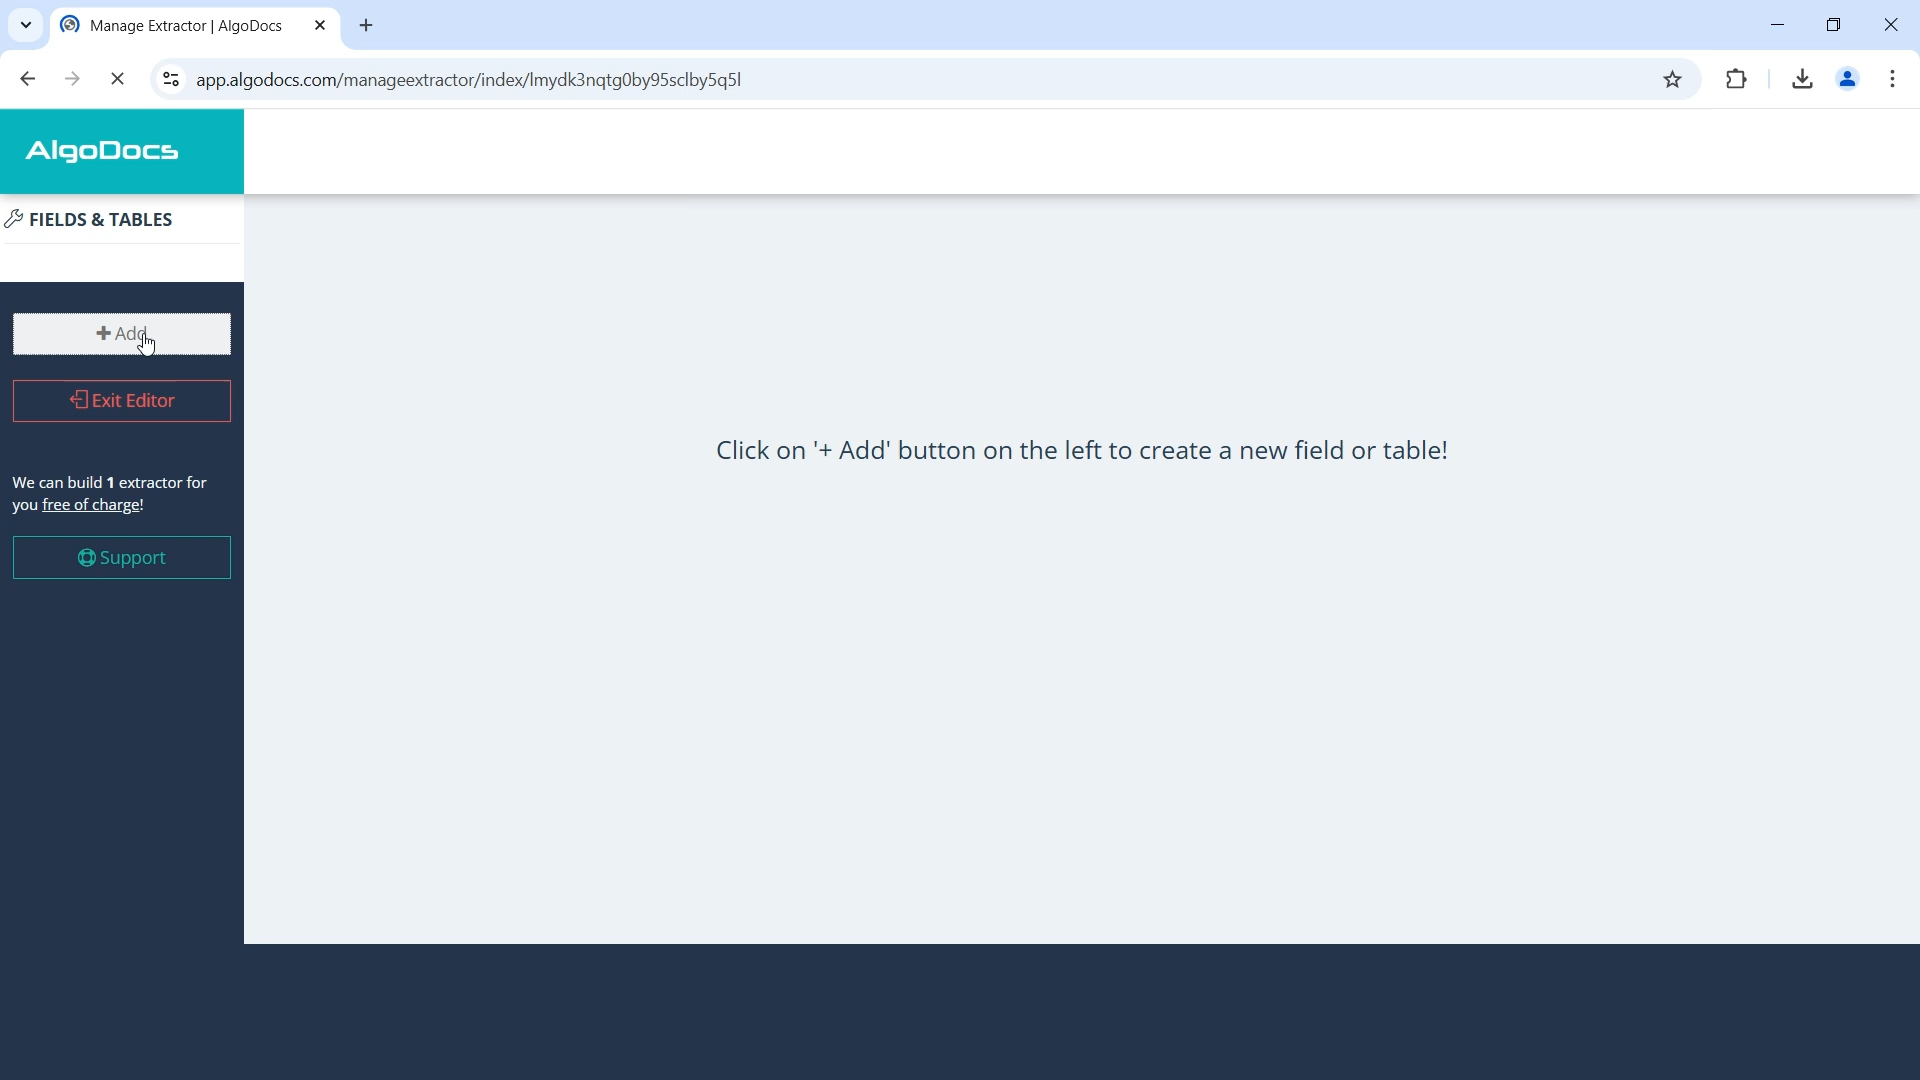 Manage Extractor | AlgoDocs
app.algodocs.com/manageextractor/index/lmydk3nqtg0by95sclby5q5l
AlgoDocs
FIELDS & TABLES
+ Add
Exit Editor
Click on '+ Add' button on the left to create a new field or table!
We can build 1 extractor for
you free of charge!
Support